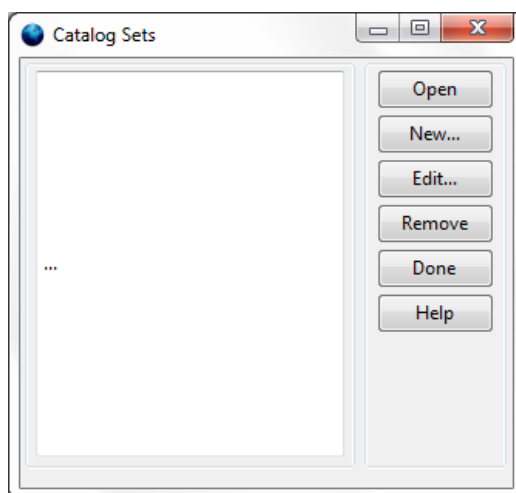 Catalog Sets
...
Open
New...
Edit...
Remove
Done
Help